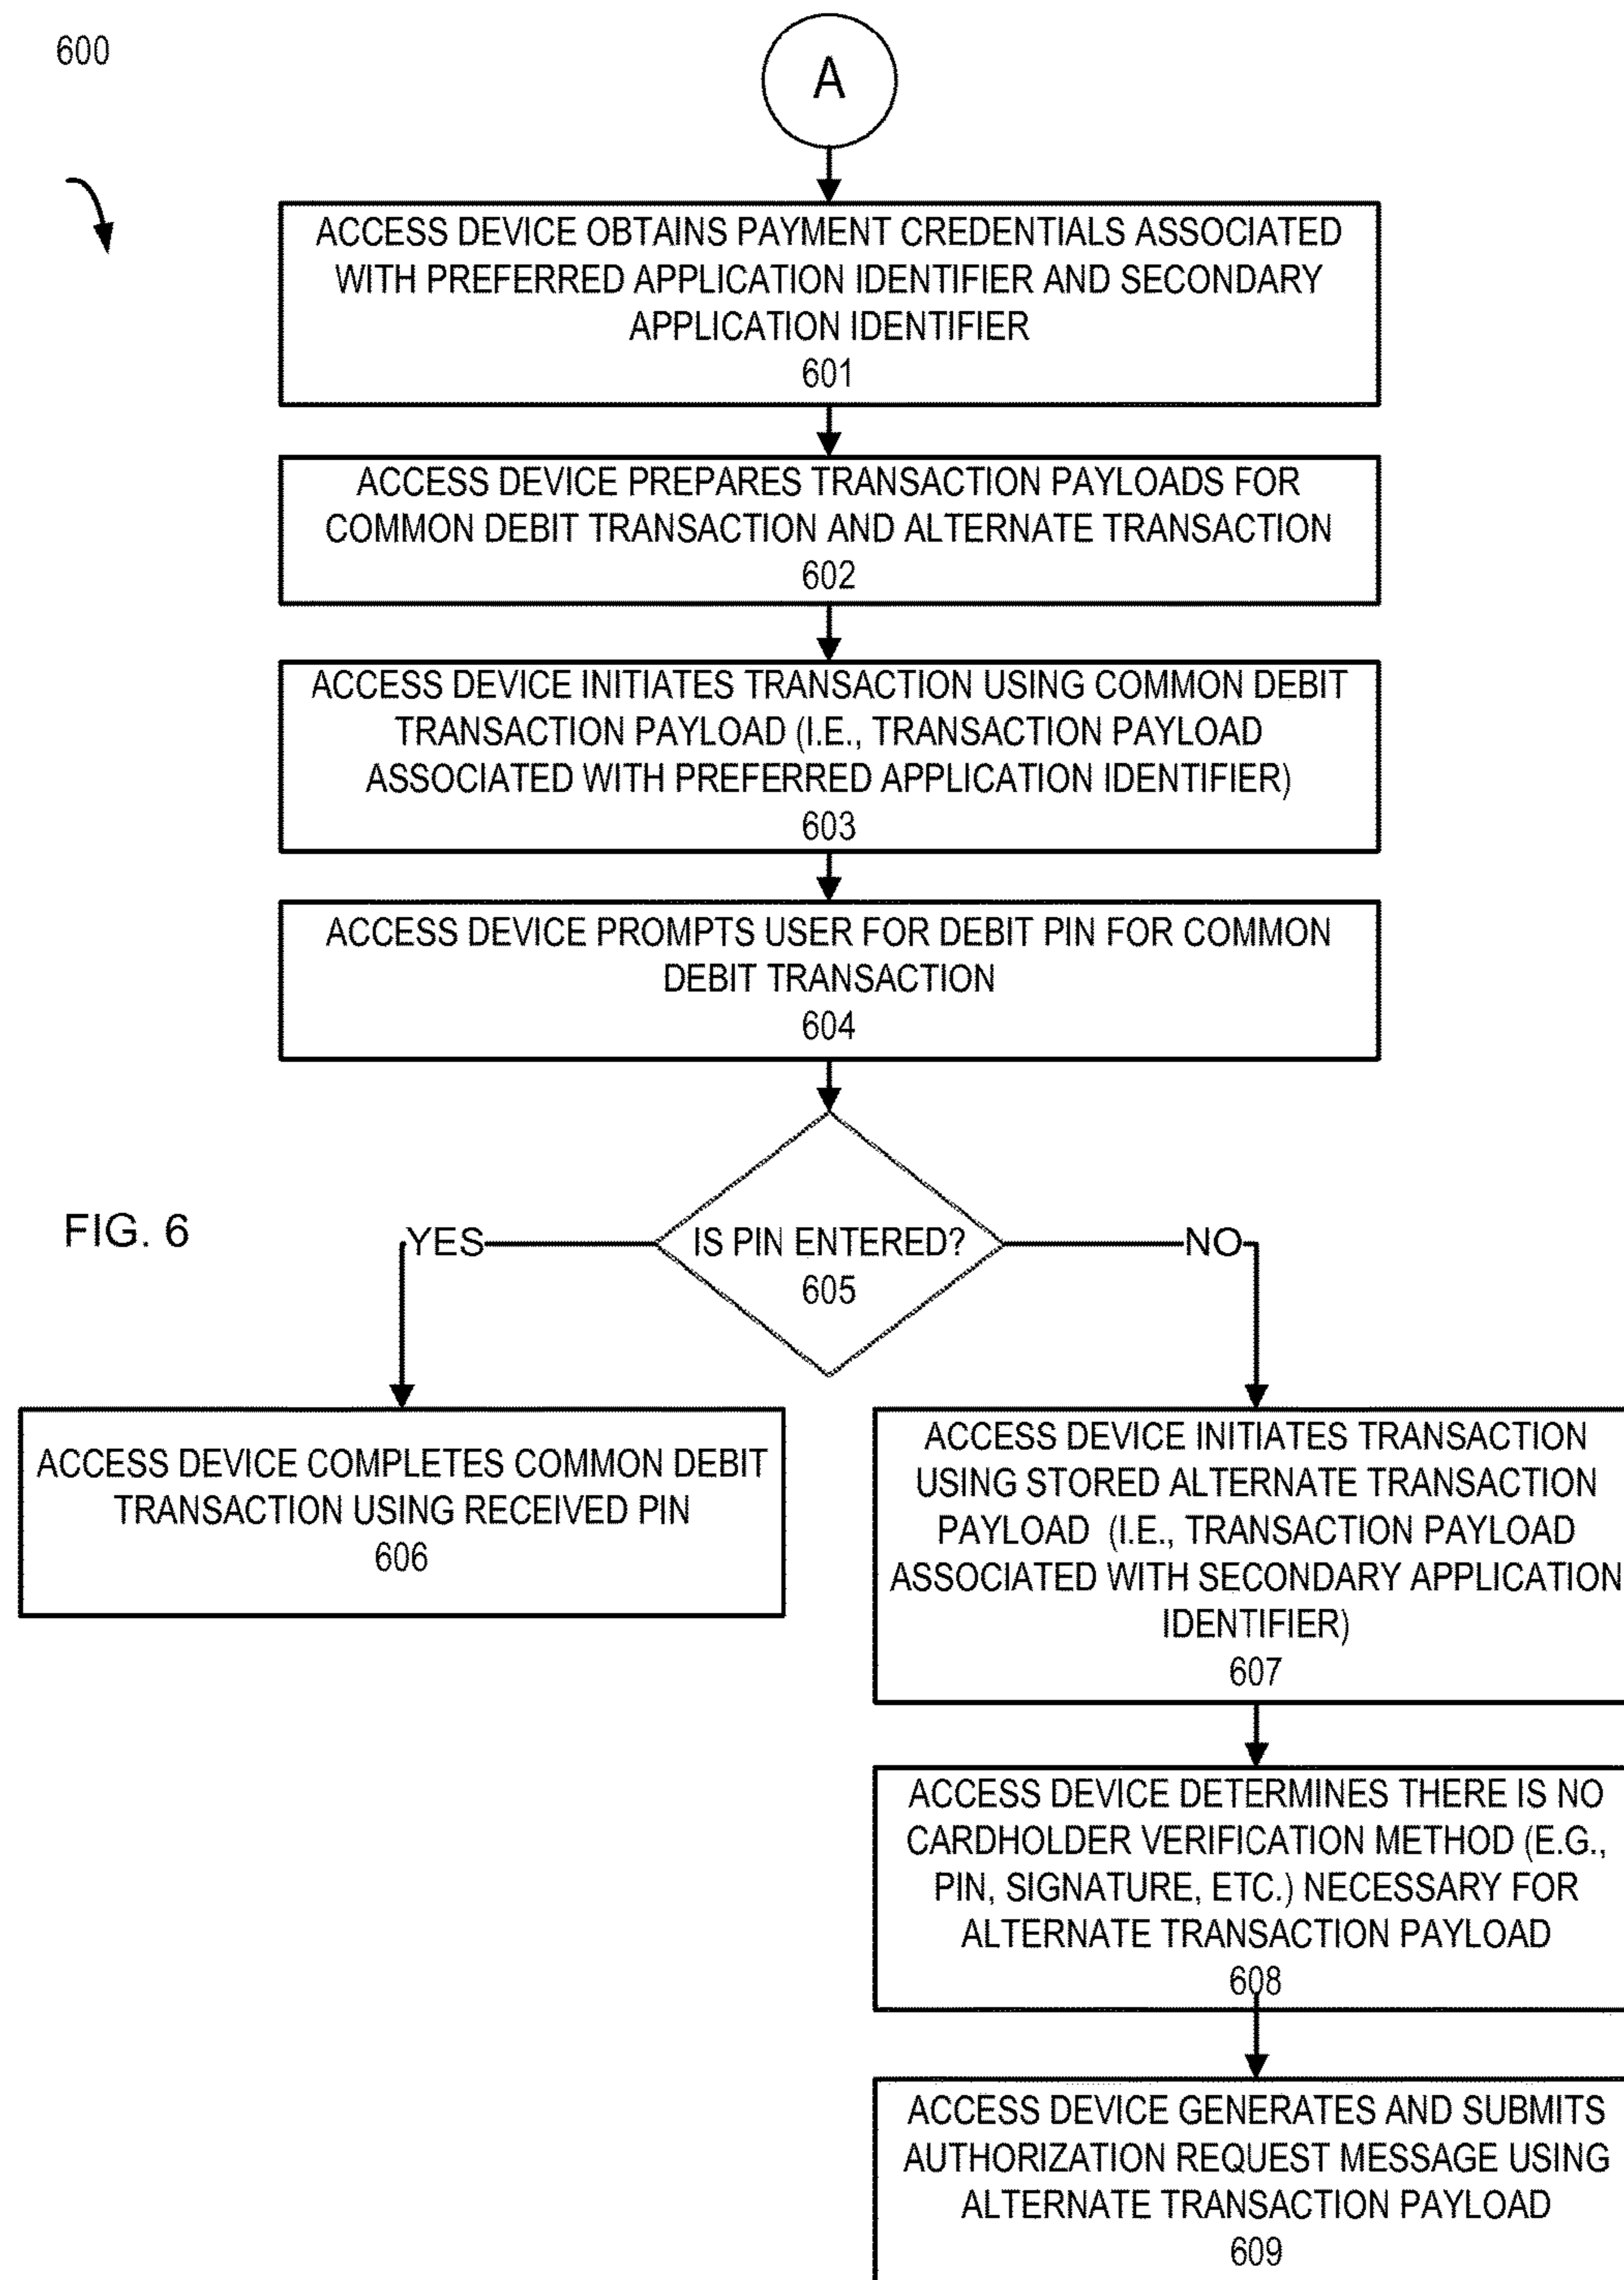 600
A
ACCESS DEVICE OBTAINS PAYMENT CREDENTIALS ASSOCIATED
WITH PREFERRED APPLICATION IDENTIFIER AND SECONDARY
APPLICATION IDENTIFIER
601
ACCESS DEVICE PREPARES TRANSACTION PAYLOADS FOR
COMMON DEBIT TRANSACTION AND ALTERNATE TRANSACTION
602
ACCESS DEVICE INITIATES TRANSACTION USING COMMON DEBIT
TRANSACTION PAYLOAD (I.E., TRANSACTION PAYLOAD
ASSOCIATED WITH PREFERRED APPLICATION IDENTIFIER)
603
ACCESS DEVICE PROMPTS USER FOR DEBIT PIN FOR COMMON
DEBIT TRANSACTION
604
FIG. 6
YES
IS PIN ENTERED?
605
NO
ACCESS DEVICE COMPLETES COMMON DEBIT
TRANSACTION USING RECEIVED PIN
606
ACCESS DEVICE INITIATES TRANSACTION
USING STORED ALTERNATE TRANSACTION
PAYLOAD (I.E., TRANSACTION PAYLOAD
ASSOCIATED WITH SECONDARY APPLICATION
IDENTIFIER)
607
ACCESS DEVICE DETERMINES THERE IS NO
CARDHOLDER VERIFICATION METHOD (E.G.,
PIN, SIGNATURE, ETC.) NECESSARY FOR
ALTERNATE TRANSACTION PAYLOAD
608
ACCESS DEVICE GENERATES AND SUBMITS
AUTHORIZATION REQUEST MESSAGE USING
ALTERNATE TRANSACTION PAYLOAD
609